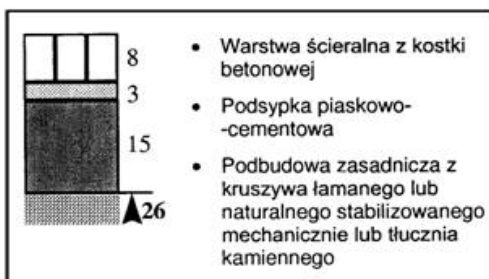 8
3
15
26
• Warstwa ścieralna z kostki
betonowej
• Podsypka piaskowo-
-cementowa
• Podbudowa zasadnicza z
kruszywa łamanego lub
naturalnego stabilizowanego
mechanicznie lub tłucznia
kamiennego